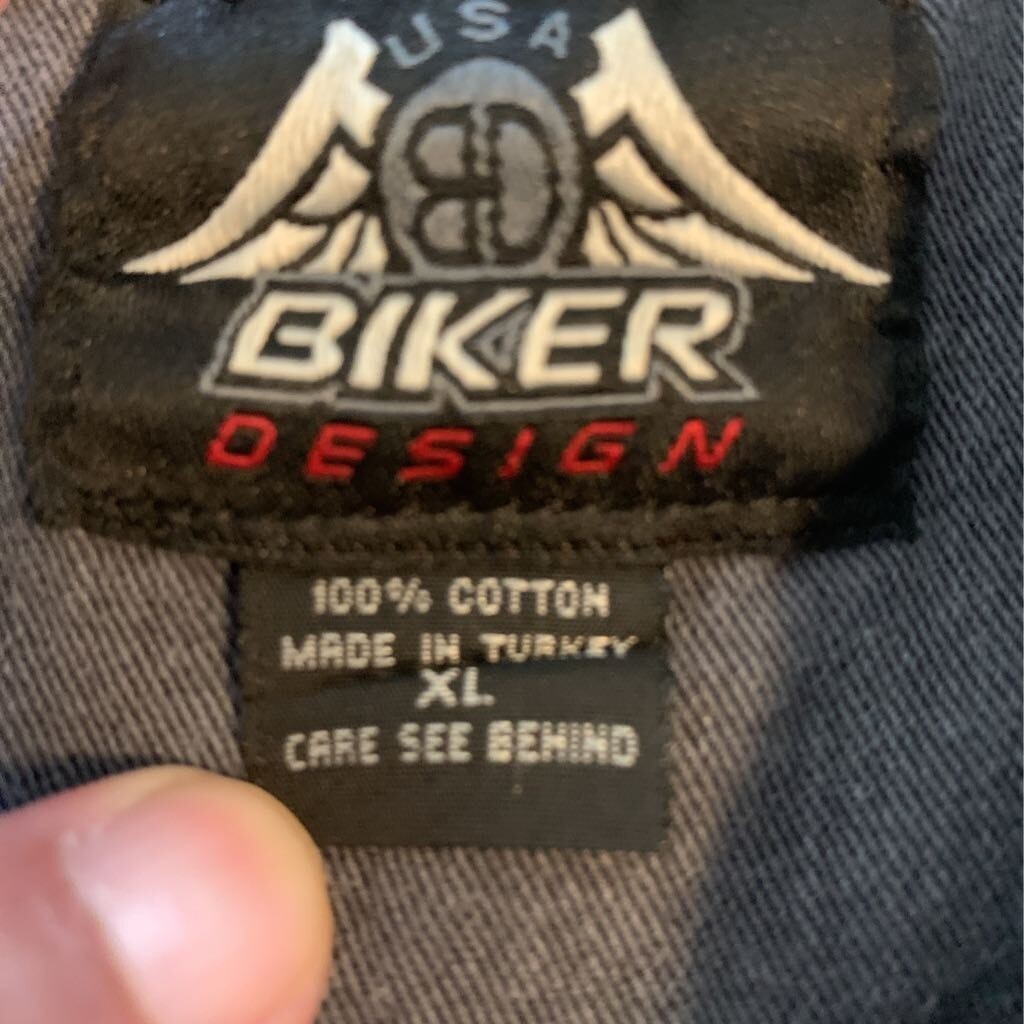 USA
BIKER
DESIGN
100% COTTON
MADE IN TURKEY
XL
CARE SEE BEHIND